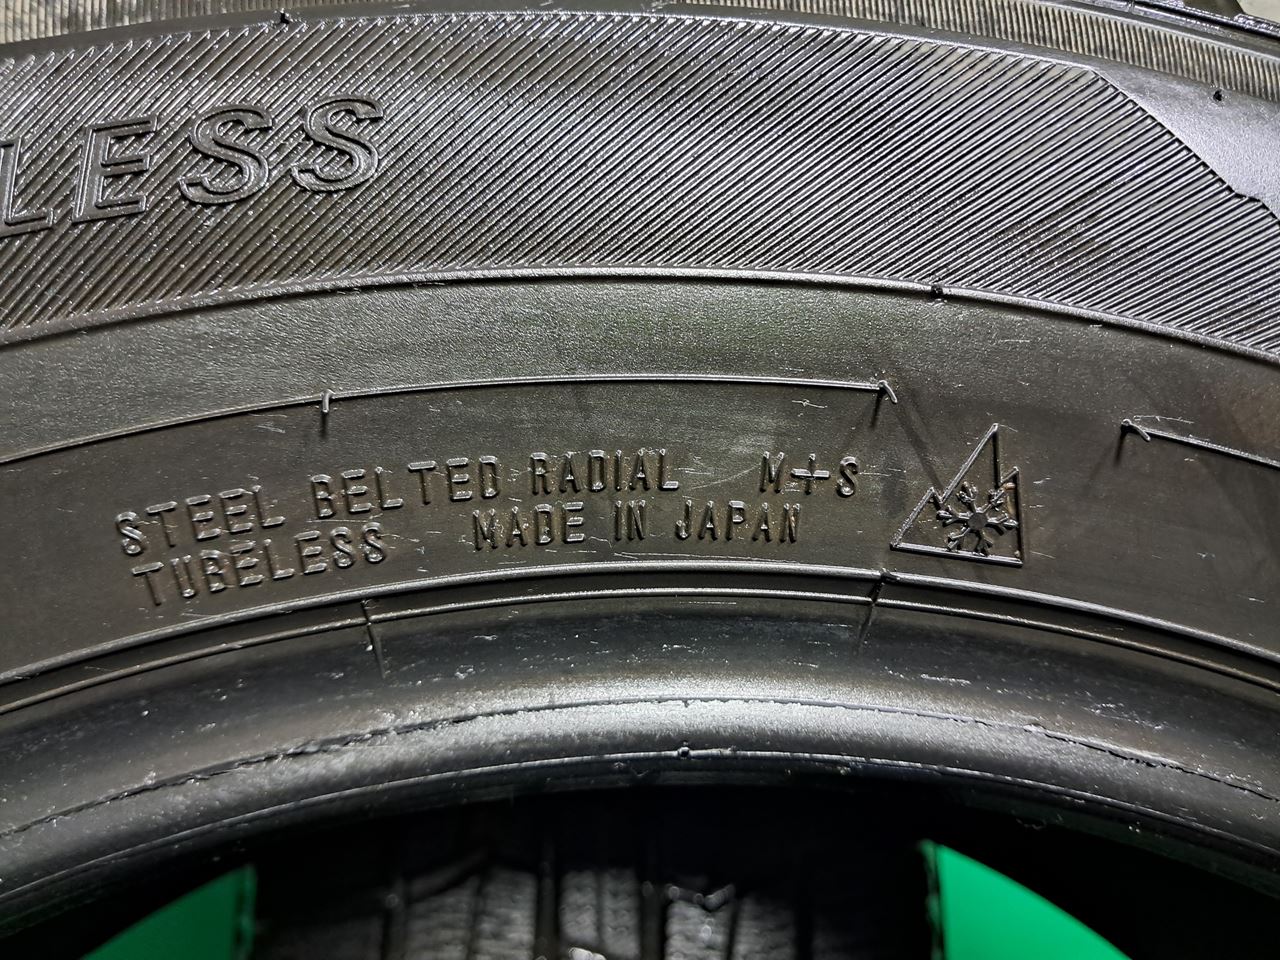 LESS
STEEL BELTED RADIAL M+S
TUBELESS MADE IN JAPAN